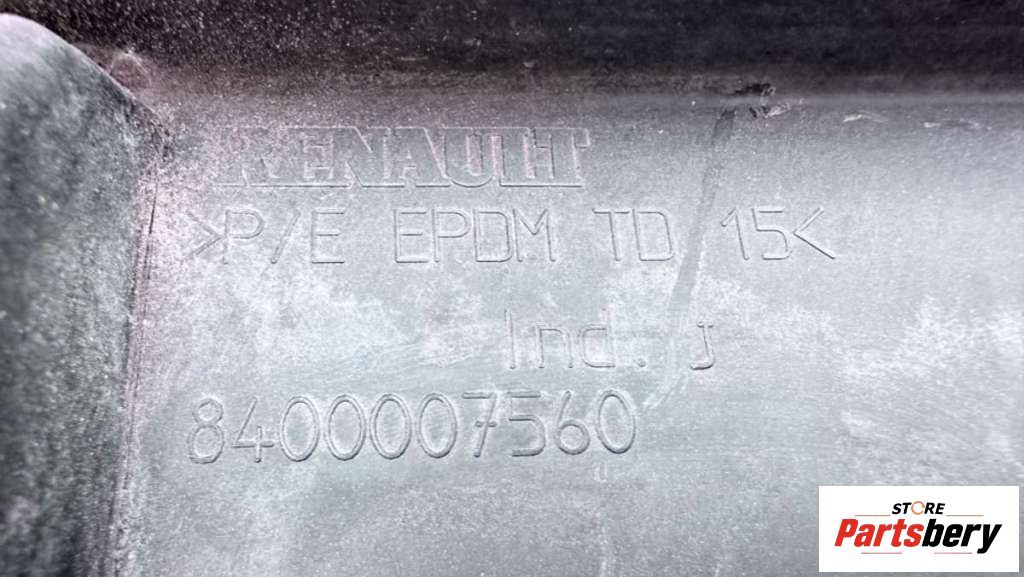 RENAULT
>P/E EPDM TD 15<
Ind. J
8400007560
STORE
Partsbery